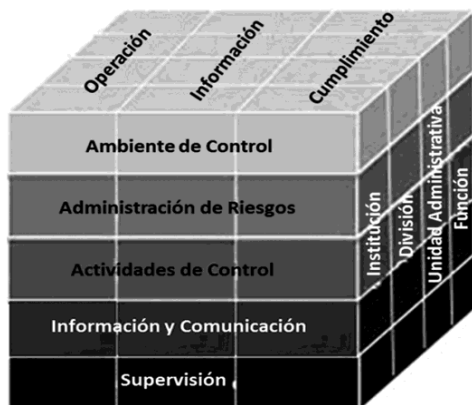 Operación
Información
Cumplimiento
Ambiente de Control
Administración de Riesgos
Actividades de Control
Información y Comunicación
Supervisión
Institución
División
Unidad Administrativa
Función